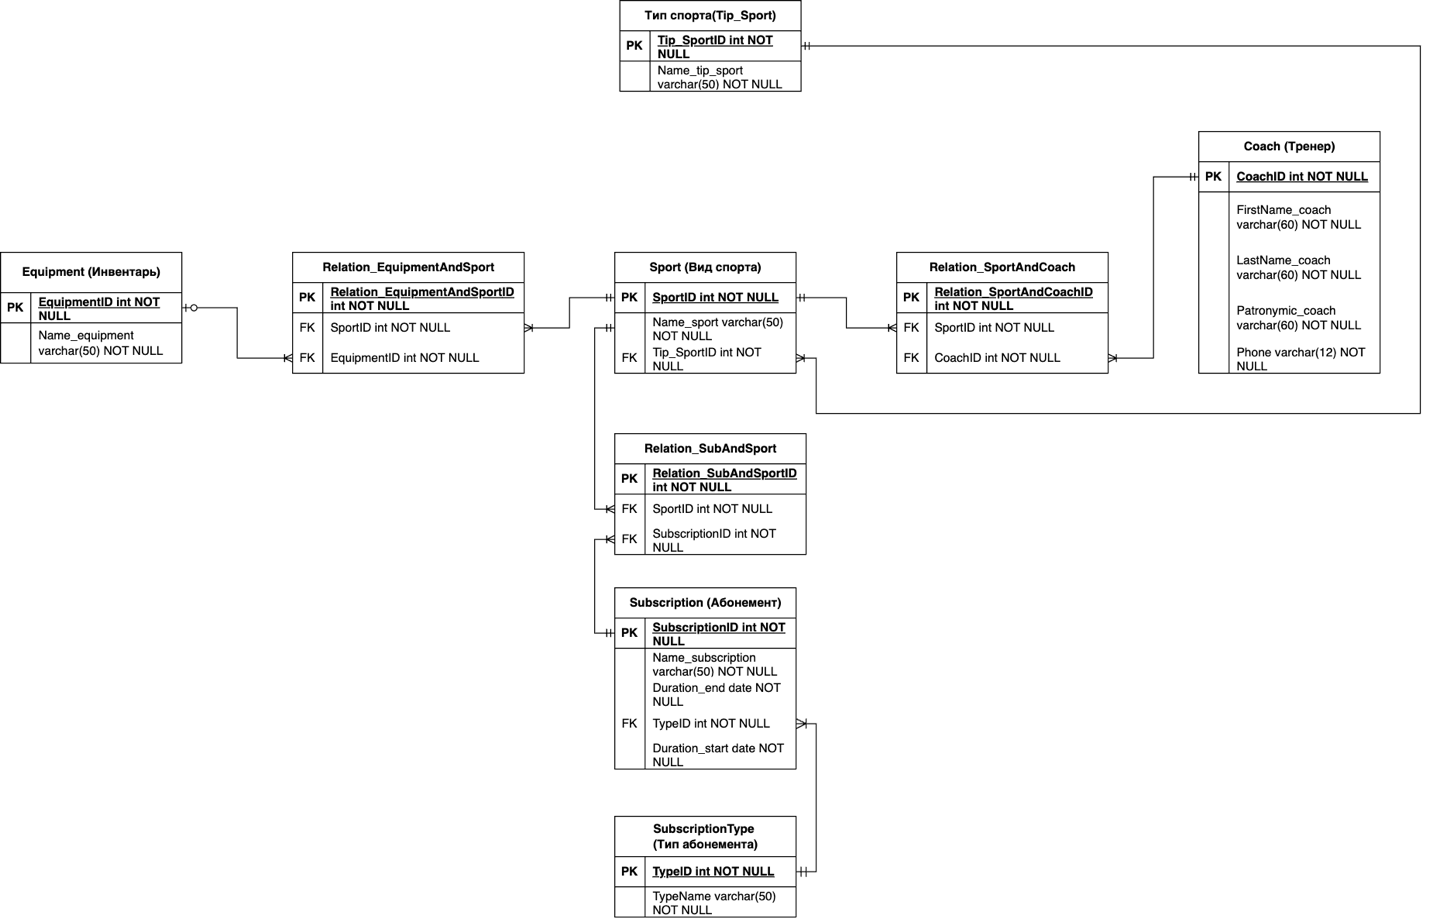 Тип спорта(Tip_Sport)
PK
Tip_SportID int NOT
NULL
Name_tip_sport
varchar(50) NOT NULL
Coach (Тренер)
PK
CoachID int NOT NULL
FirstName_coach
varchar(60) NOT NULL
LastName_coach
varchar(60) NOT NULL
Patronymic_coach
varchar(60) NOT NULL
Phone varchar(12) NOT
NULL
Equipment (Инвентарь)
PK
EquipmentID int NOT
NULL
Name_equipment
varchar(50) NOT NULL
Relation_EquipmentAndSport
PK
Relation_EquipmentAndSportID
int NOT NULL
FK
SportID int NOT NULL
FK
EquipmentID int NOT NULL
Sport (Вид спорта)
PK
SportID int NOT NULL
Name_sport varchar(50)
NOT NULL
FK
Tip_SportID int NOT
NULL
Relation_SportAndCoach
PK
Relation_SportAndCoachID
int NOT NULL
FK
SportID int NOT NULL
FK
CoachID int NOT NULL
Relation_SubAndSport
PK
Relation_SubAndSportID
int NOT NULL
FK
SportID int NOT NULL
FK
SubscriptionID int NOT
NULL
Subscription (Абонемент)
PK
SubscriptionID int NOT
NULL
Name_subscription
varchar(50) NOT NULL
Duration_end date NOT
NULL
FK
TypeID int NOT NULL
Duration_start date NOT
NULL
SubscriptionType
(Тип абонемента)
PK
TypeID int NOT NULL
TypeName varchar(50)
NOT NULL